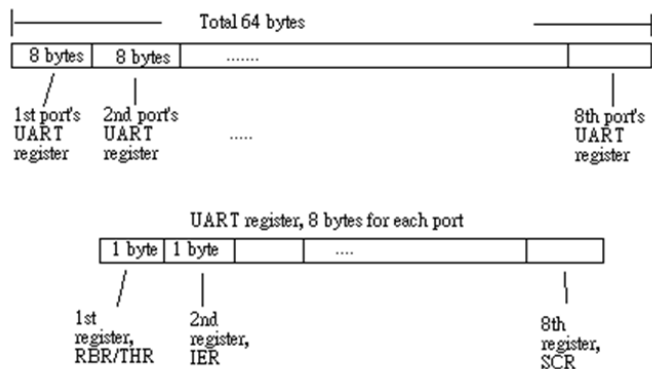 Total 64 bytes
8 bytes 8 bytes .......
1st port's
UART
register
2nd port's
UART
register
.....
8th port's
UART
register
UART register, 8 bytes for each port
1 byte 1 byte ....
1st
register,
RBR/THR
2nd
register,
IER
8th
register,
SCR